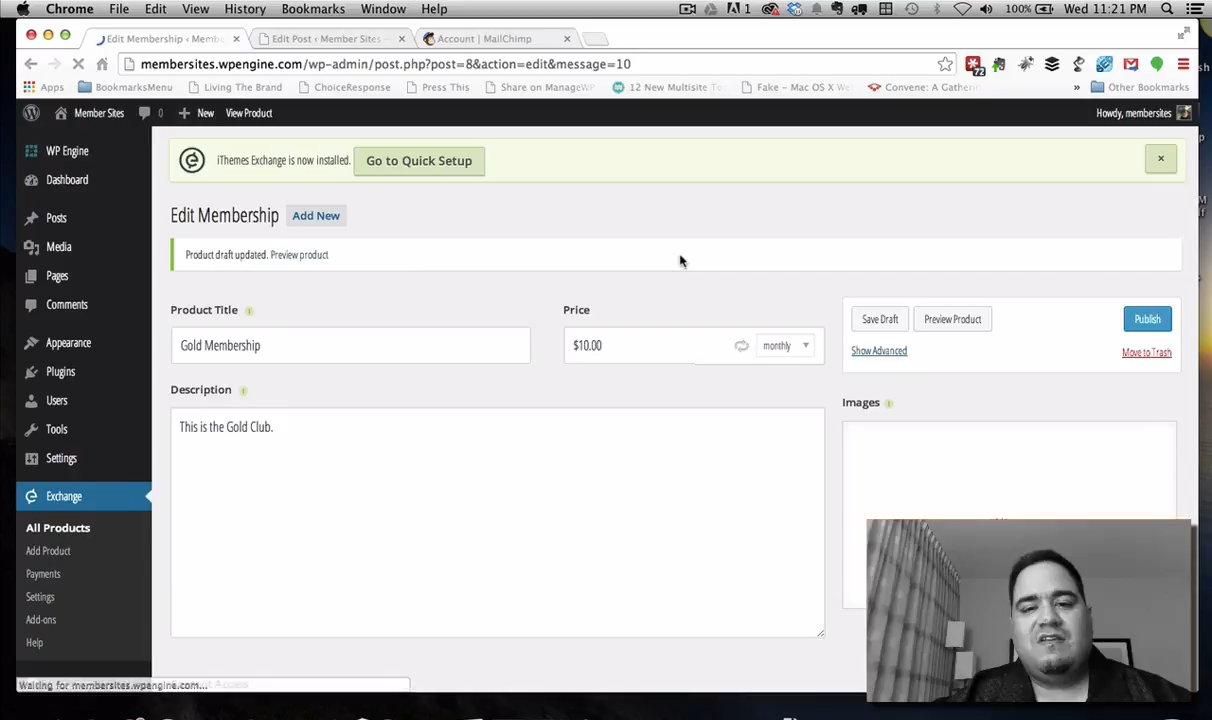 Chrome File Edit View History Bookmarks Window Help 1 100% Wed 11:21 PM
Edit Membership ‹ Memb Edit Post ‹ Member Sites Account | MailChimp
membersites.wpengine.com/wp-admin/post.php?post=8&action=edit&message=10
72
Apps BookmarksMenu Living The Brand ChoiceResponse Press This Share on ManageWP 12 New Multisite Fake – Mac OS X W Convene: A Gatheri » Other Bookmarks
Member Sites 0 New View Product Howdy, membersites
WP Engine
Dashboard
Posts
Media
Pages
Comments
Appearance
Plugins
Users
Tools
Settings
Exchange
All Products
Add Product
Payments
Settings
Add-ons
Help
iThemes Exchange is now installed. Go to Quick Setup ×
Edit Membership Add New
Product draft updated. Preview product
Product Title i
Gold Membership
Price
$10.00 monthly
Description i
This is the Gold Club.
Save Draft Preview Product Publish
Show Advanced Move to Trash
Images i
Waiting for membersites.wpengine.com...